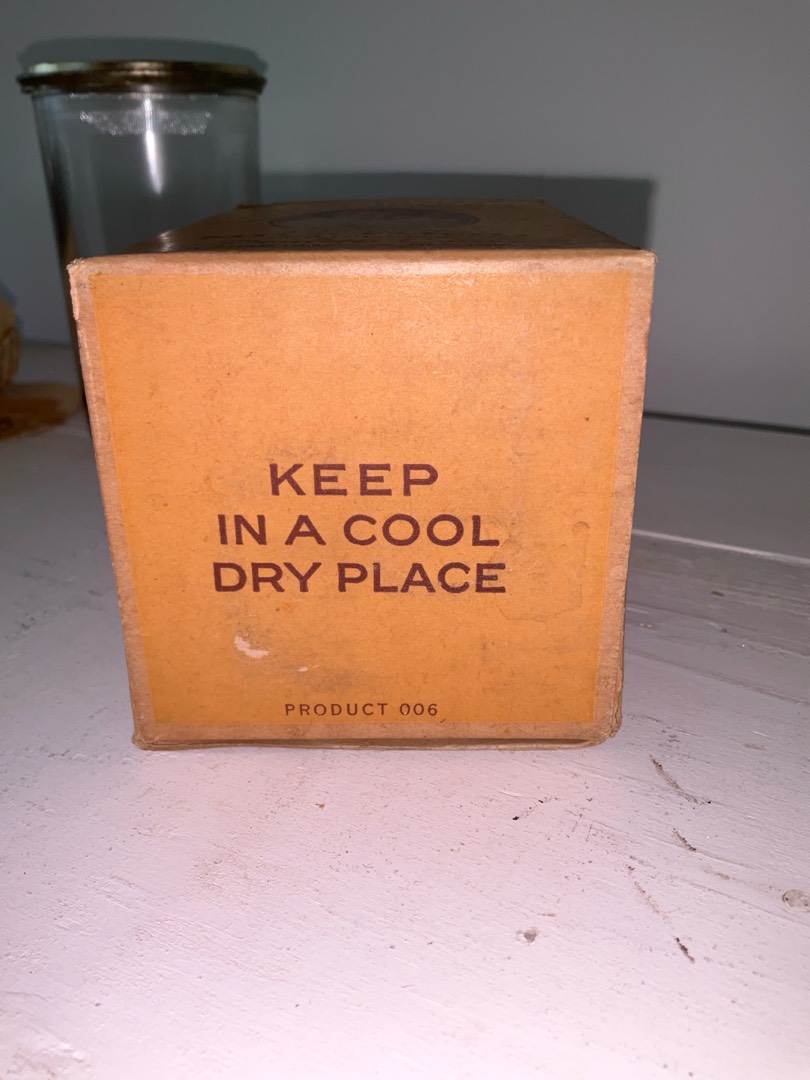 KEEP
IN A COOL
DRY PLACE
PRODUCT 006